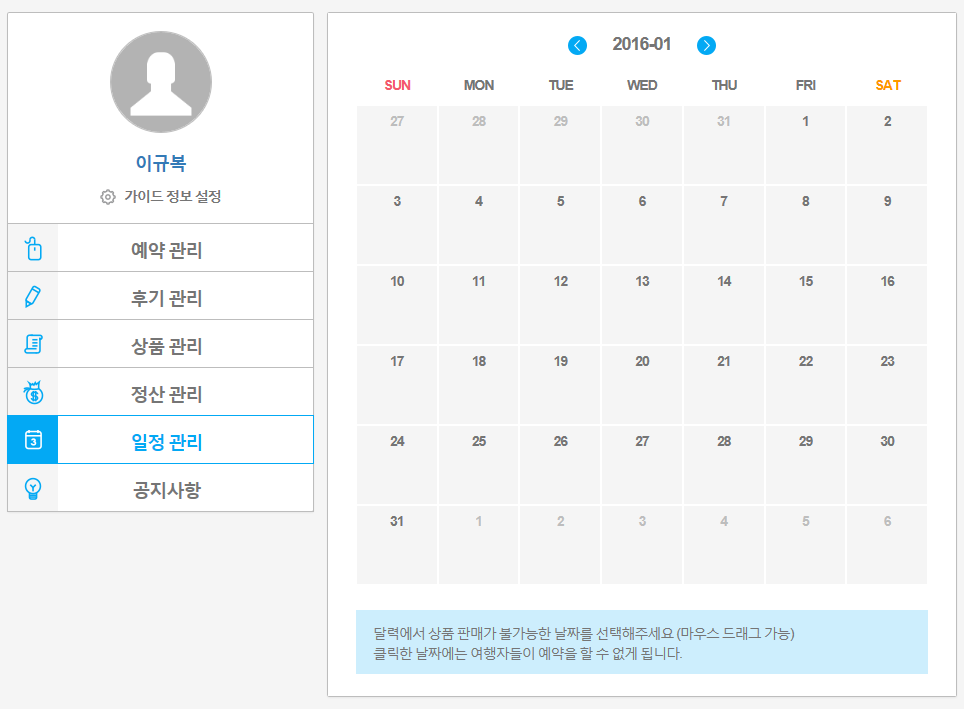 이규복
가이드 정보 설정
예약 관리
후기 관리
상품 관리
$ 정산 관리
3 일정 관리
공지사항
2016-01
SUN MON TUE WED THU FRI SAT
27 28 29 30 31 1 2
3 4 5 6 7 8 9
10 11 12 13 14 15 16
17 18 19 20 21 22 23
24 25 26 27 28 29 30
31 1 2 3 4 5 6
달력에서 상품 판매가 불가능한 날짜를 선택해주세요 (마우스 드래그 가능)
클릭한 날짜에는 여행자들이 예약을 할 수 없게 됩니다.